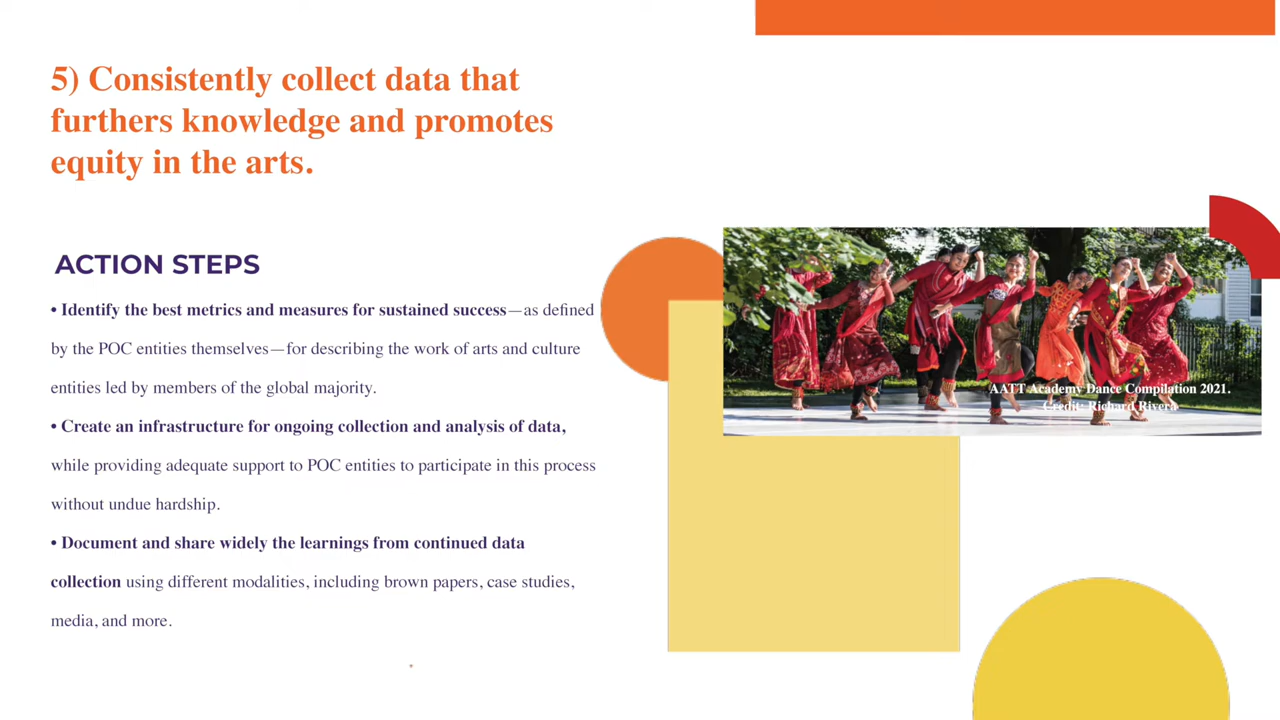 5) Consistently collect data that
furthers knowledge and promotes
equity in the arts.
ACTION STEPS
• Identify the best metrics and measures for sustained success—as defined
by the POC entities themselves—for describing the work of arts and culture
entities led by members of the global majority.
• Create an infrastructure for ongoing collection and analysis of data,
while providing adequate support to POC entities to participate in this process
without undue hardship.
• Document and share widely the learnings from continued data
collection using different modalities, including brown papers, case studies,
media, and more.
AATT Academy Dance Compilation 2021.
Credit: Richard Rivera